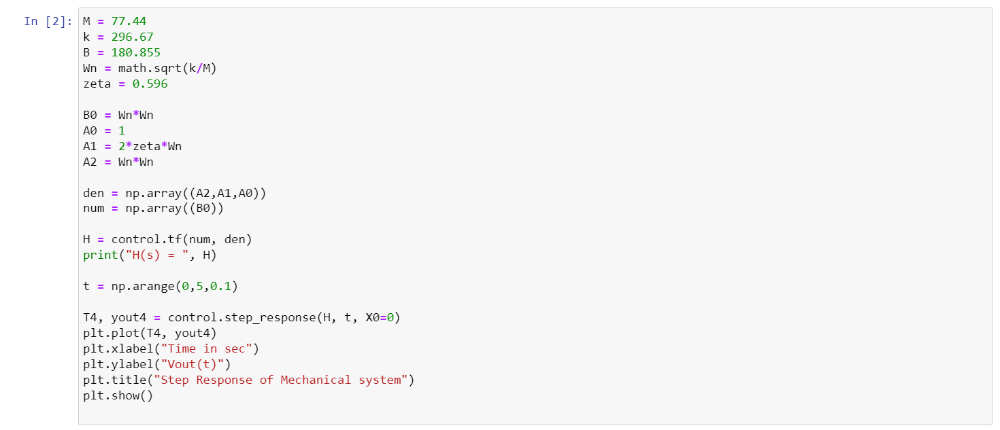 In [2]: M = 77.44
k = 296.67
B = 180.855
Wn = math.sqrt(k/M)
zeta = 0.596
B0 = Wn*Wn
A0 = 1
A1 = 2*zeta*Wn
A2 = Wn*Wn
den = np.array((A2,A1,A0))
num = np.array((B0))
H = control.tf(num, den)
print("H(s) = ", H)
t = np.arange(0,5,0.1)
T4, yout4 = control.step_response(H, t, X0=0)
plt.plot(T4, yout4)
plt.xlabel("Time in sec")
plt.ylabel("Vout(t)")
plt.title("Step Response of Mechanical system")
plt.show()